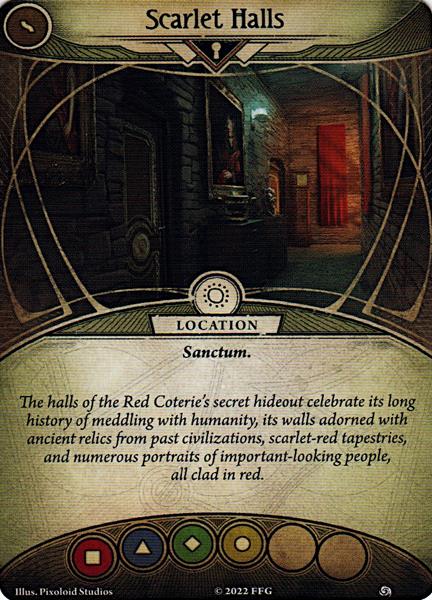 Scarlet Halls
LOCATION
Sanctum.
The halls of the Red Coterie's secret hideout celebrate its long
history of meddling with humanity, its walls adorned with
ancient relics from past civilizations, scarlet-red tapestries,
and numerous portraits of important-looking people,
all clad in red.
Illus. Pixoloid Studios
© 2022 FFG